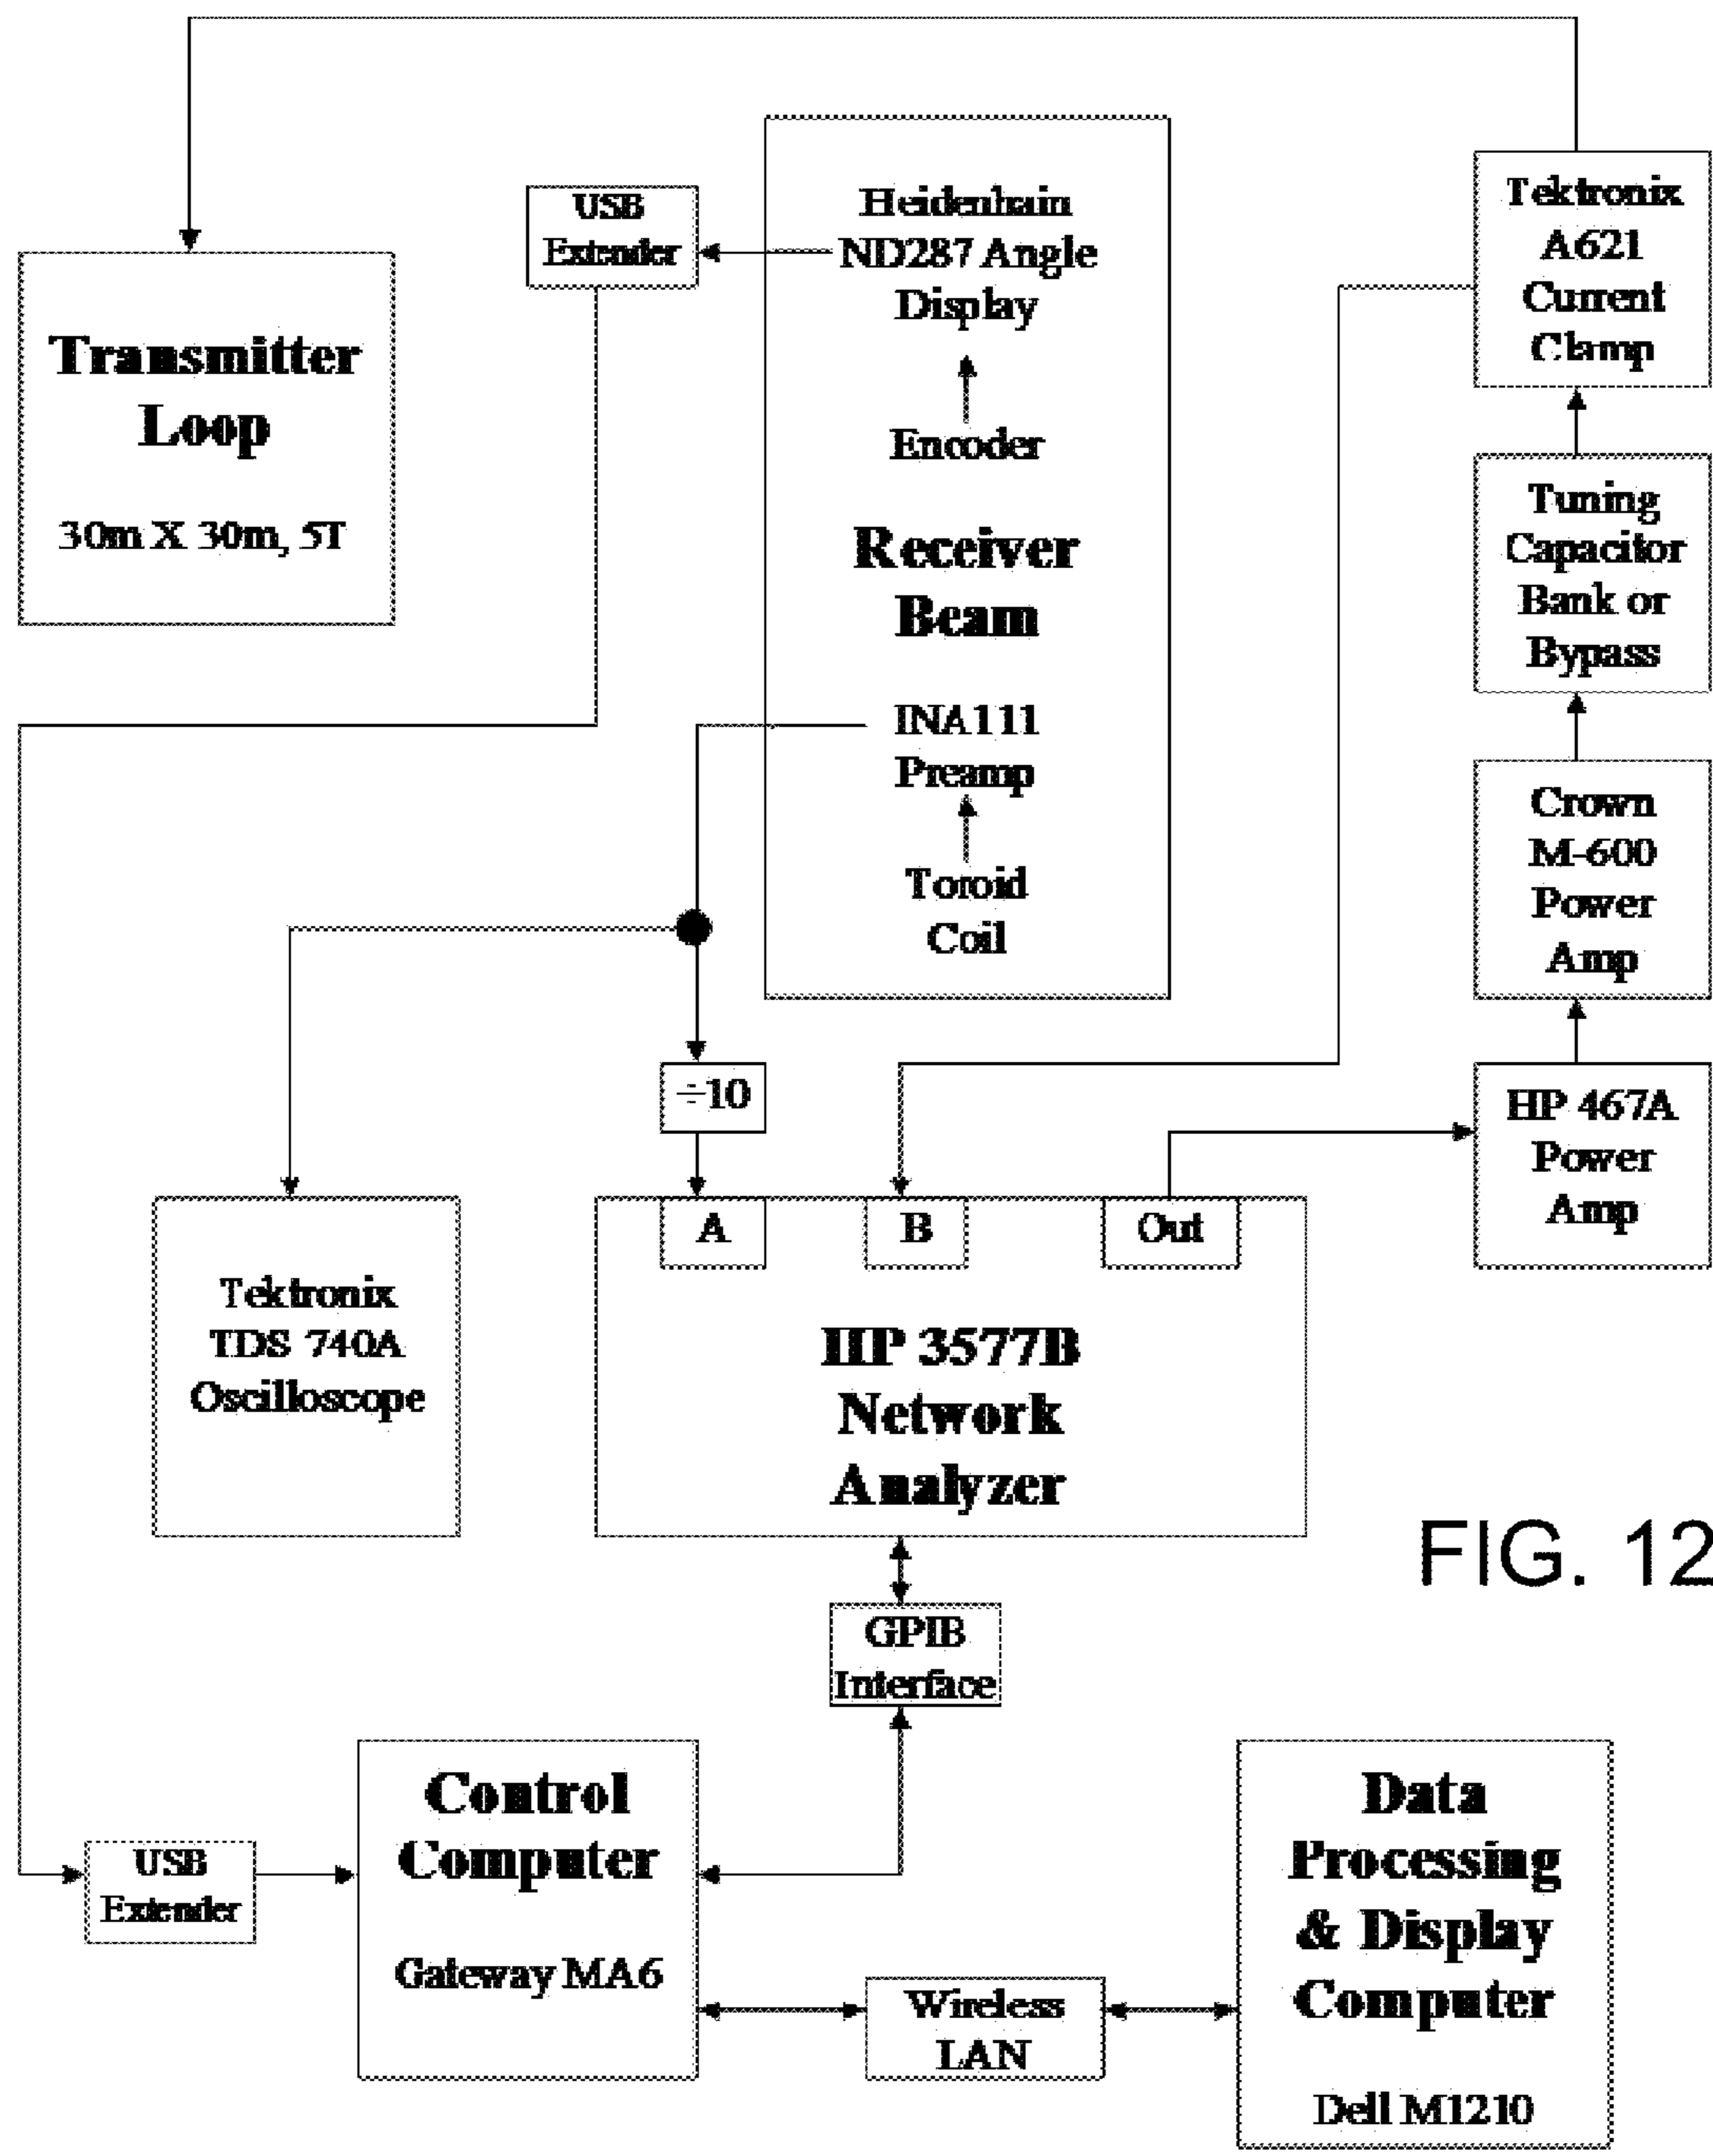 Transmitter
Loop
30m X 30m, 5T
USB
Extender
Heidenhain
ND287 Angle
Display
Encoder
Receiver
Beam
INA111
Preamp
Toroid
Coil
Tektronix
A621
Current
Clamp
Tuning
Capacitor
Bank or
Bypass
Crown
M-600
Power
Amp
HP 467A
Power
Amp
÷10
A
B
Out
HP 3577B
Network
Analyzer
Tektronix
TDS 740A
Oscilloscope
FIG. 12
GPIB
Interface
Control
Computer
Gateway MA6
USB
Extender
Wireless
LAN
Data
Processing
& Display
Computer
Dell M1210